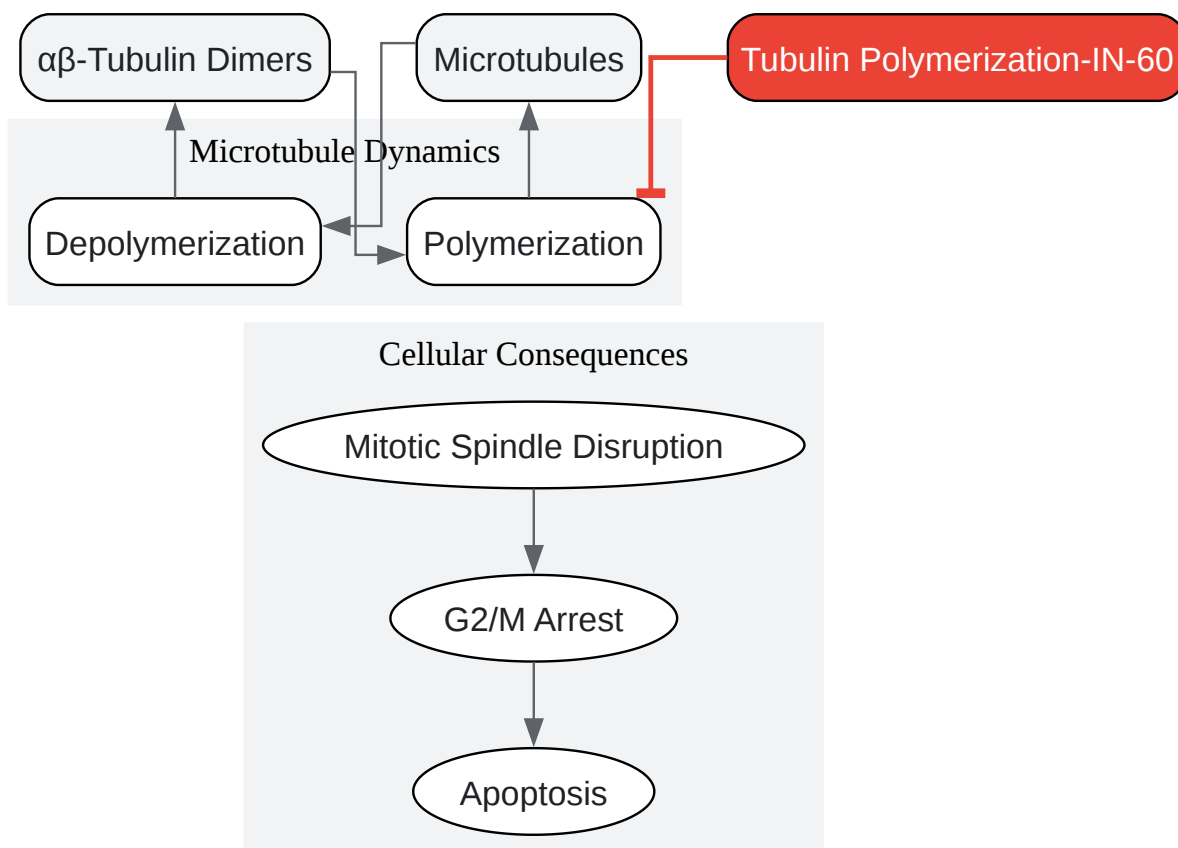 αβ-Tubulin Dimers
Microtubules
Tubulin Polymerization-IN-60
Microtubule Dynamics
Depolymerization
Polymerization
Cellular Consequences
Mitotic Spindle Disruption
G2/M Arrest
Apoptosis